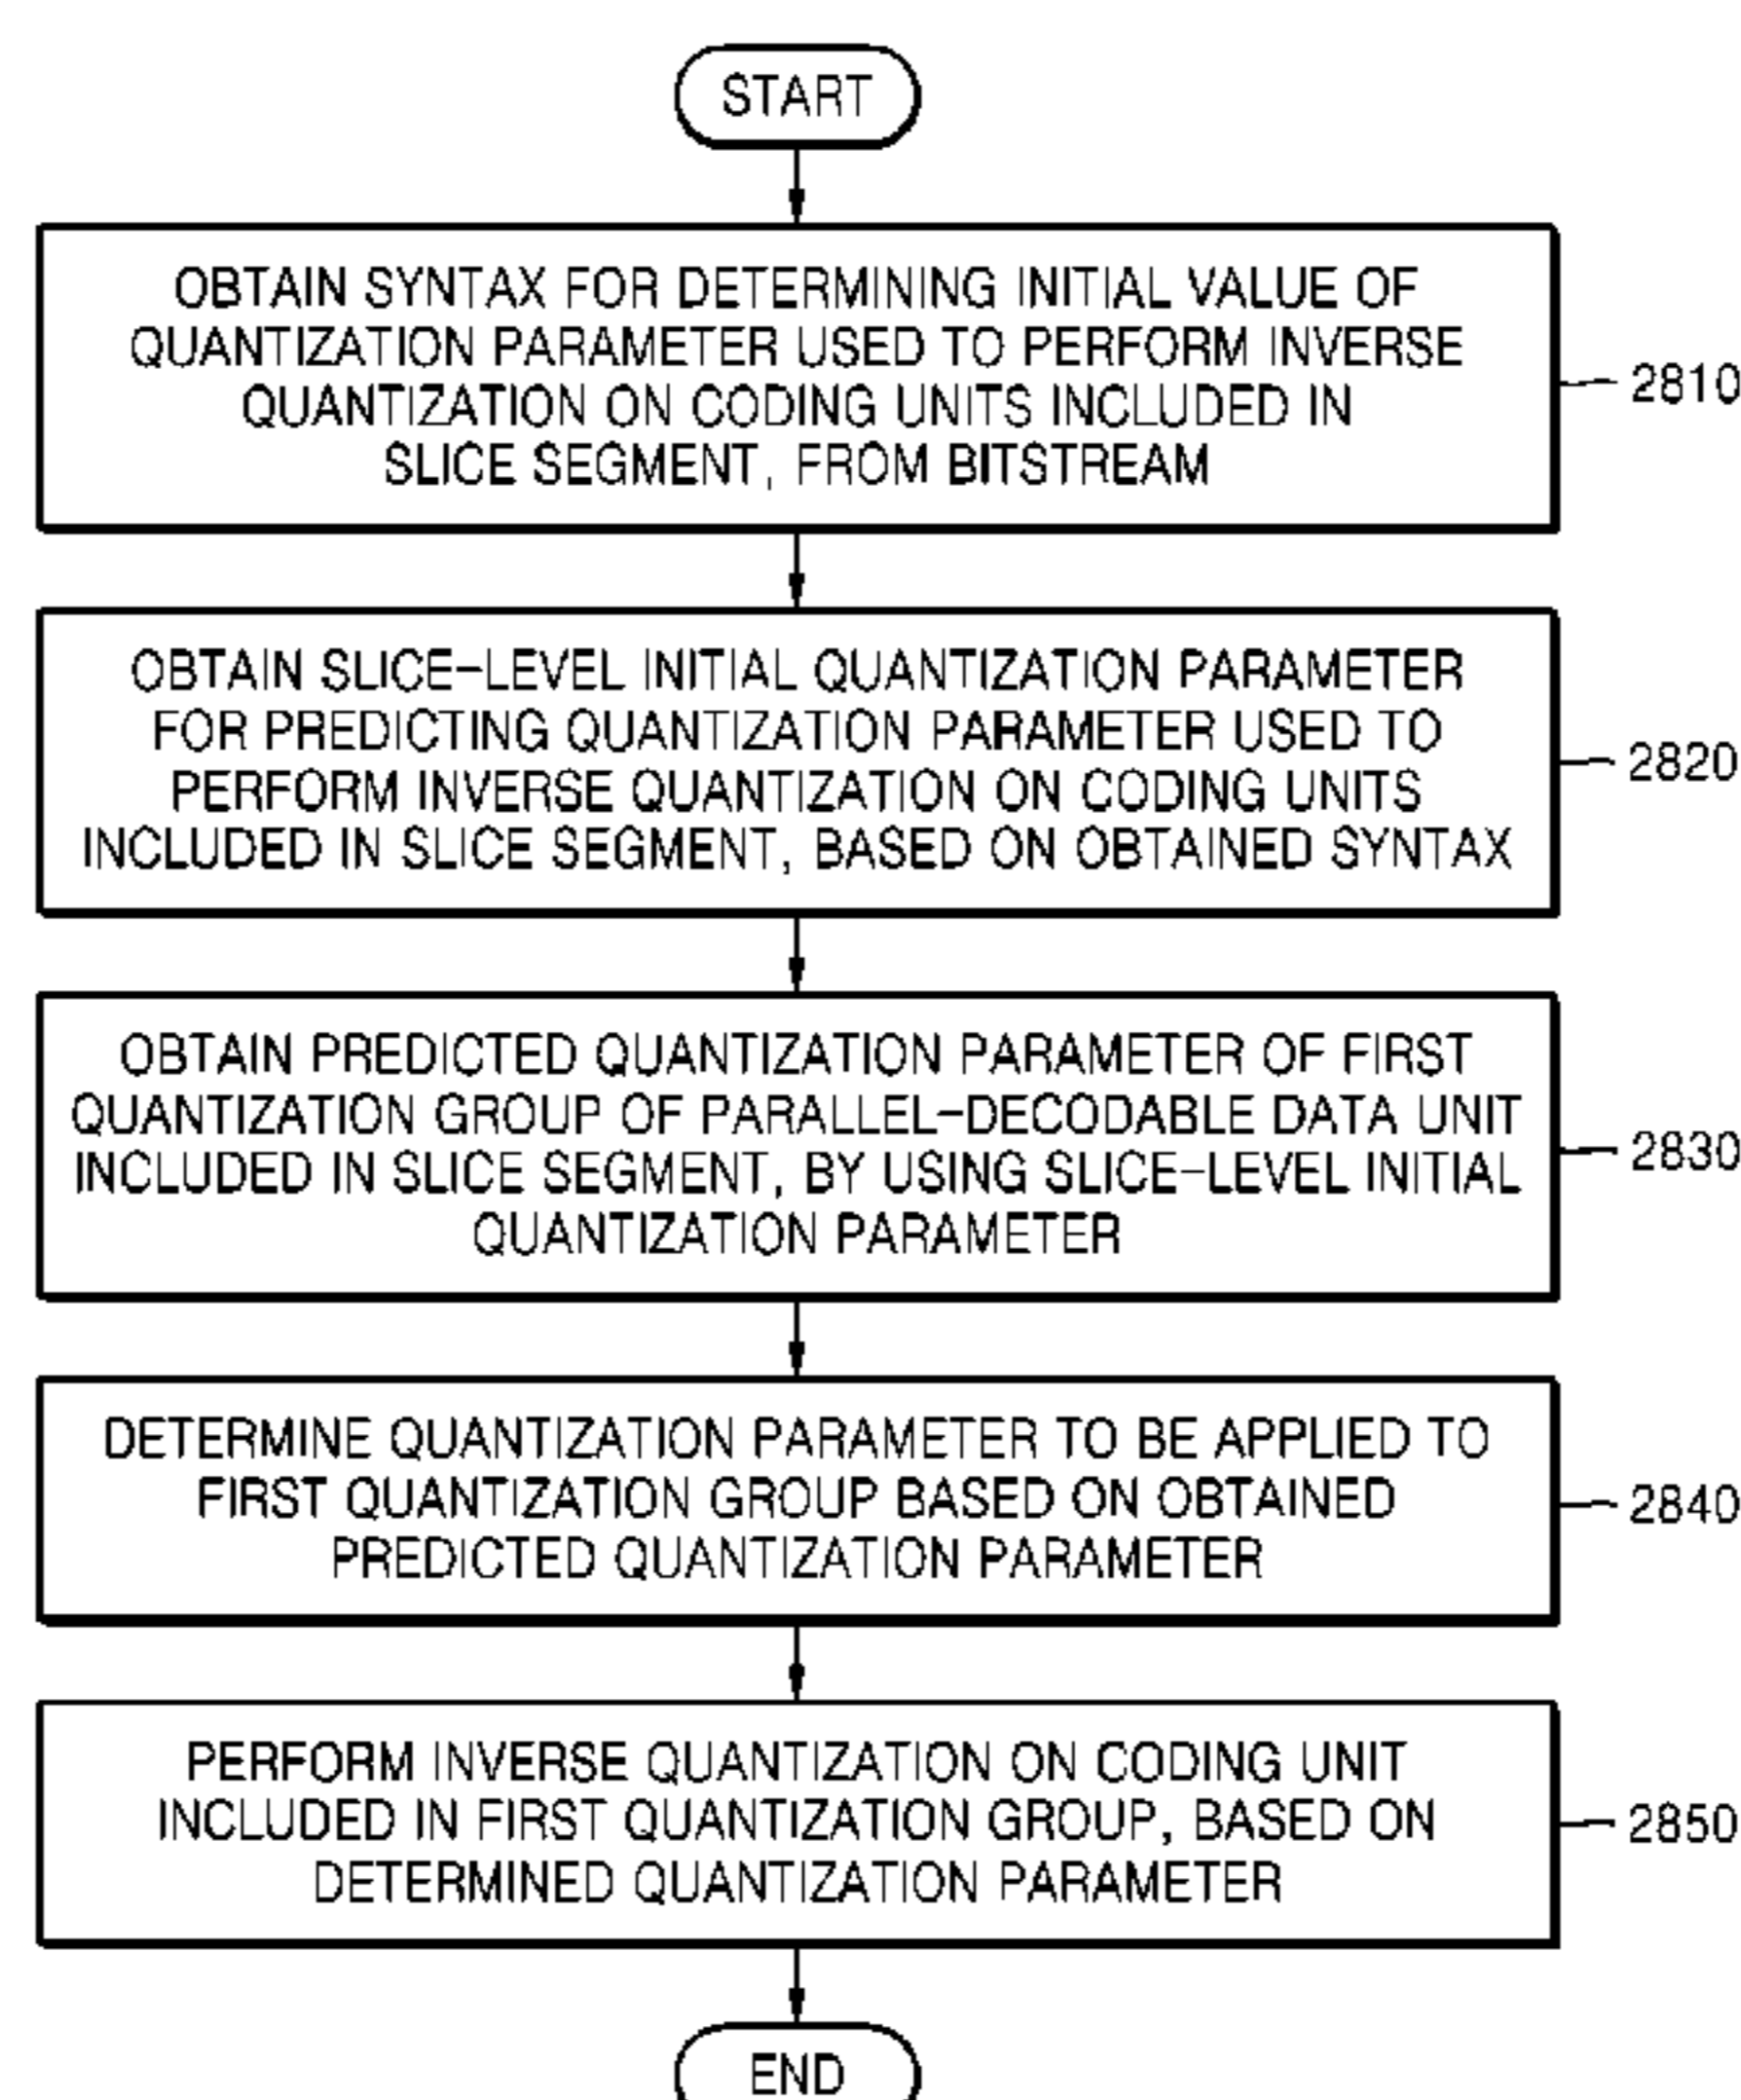 START
OBTAIN SYNTAX FOR DETERMINING INITIAL VALUE OF
QUANTIZATION PARAMETER USED TO PERFORM INVERSE
QUANTIZATION ON CODING UNITS INCLUDED IN
SLICE SEGMENT, FROM BITSTREAM
2810
OBTAIN SLICE-LEVEL INITIAL QUANTIZATION PARAMETER
FOR PREDICTING QUANTIZATION PARAMETER USED TO
PERFORM INVERSE QUANTIZATION ON CODING UNITS
INCLUDED IN SLICE SEGMENT, BASED ON OBTAINED SYNTAX
2820
OBTAIN PREDICTED QUANTIZATION PARAMETER OF FIRST
QUANTIZATION GROUP OF PARALLEL-DECODABLE DATA UNIT
INCLUDED IN SLICE SEGMENT, BY USING SLICE-LEVEL INITIAL
QUANTIZATION PARAMETER
2830
DETERMINE QUANTIZATION PARAMETER TO BE APPLIED TO
FIRST QUANTIZATION GROUP BASED ON OBTAINED
PREDICTED QUANTIZATION PARAMETER
2840
PERFORM INVERSE QUANTIZATION ON CODING UNIT
INCLUDED IN FIRST QUANTIZATION GROUP, BASED ON
DETERMINED QUANTIZATION PARAMETER
2850
END